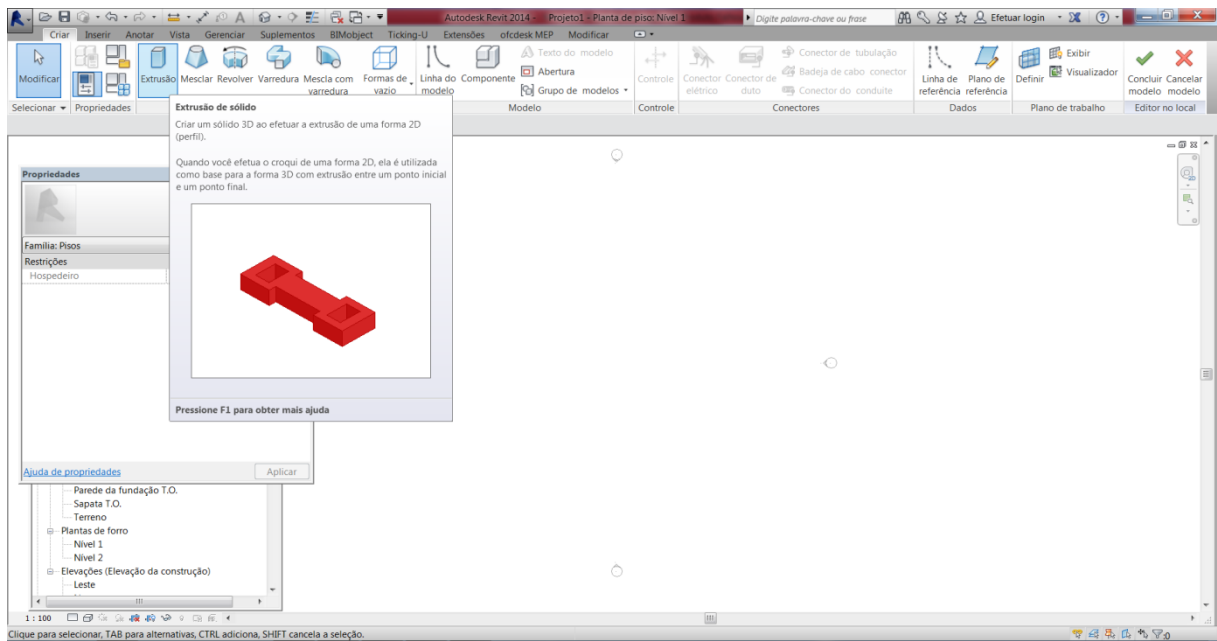 Autodesk Revit 2014 - Projeto1 - Planta de piso: Nível 1
Digite palavra-chave ou frase
Efetuar login
Criar Inserir Anotar Vista Gerenciar Suplementos BIMobject Ticking-U Extensões ofcdesk MEP Modificar
Modificar
Extrusão Mesclar Revolver Varredura Mescla com varredura Formas de vazio
Linha do modelo Componente
Texto do modelo
Abertura
Grupo de modelos
Controle
Conector elétrico
Conector de duto
Conector de tubulação
Badeja de cabo conector
Conector do conduite
Linha de referência
Plano de referência
Definir
Exibir
Visualizador
Concluir modelo
Cancelar modelo
Selecionar Propriedades Modelo Controle Conectores Dados Plano de trabalho Editor no local
Extrusão de sólido
Criar um sólido 3D ao efetuar a extrusão de uma forma 2D
(perfil).
Quando você efetua o croqui de uma forma 2D, ela é utilizada
como base para a forma 3D com extrusão entre um ponto inicial
e um ponto final.
Pressione F1 para obter mais ajuda
Propriedades
Família: Pisos
Restrições
Hospedeiro
Ajuda de propriedades
Aplicar
Parede da fundação T.O.
Sapata T.O.
Terreno
Plantas de forro
Nível 1
Nível 2
Elevações (Elevação da construção)
Leste
1 : 100
Clique para selecionar, TAB para alternativas, CTRL adiciona, SHIFT cancela a seleção.
:0